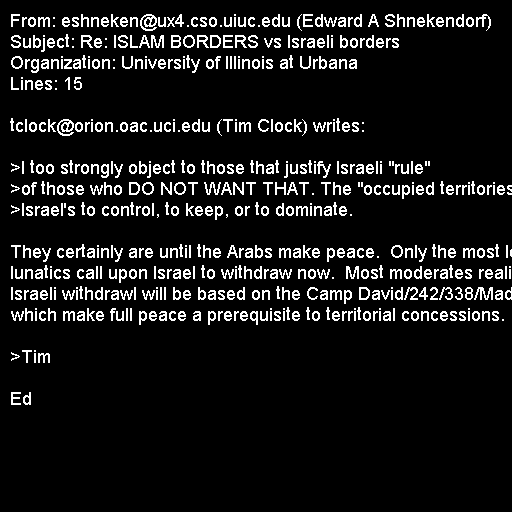 From: eshneken@ux4.cso.uiuc.edu (Edward A Shnekendorf)
Subject: Re: ISLAM BORDERS vs Israeli borders
Organization: University of Illinois at Urbana
Lines: 15

tclock@orion.oac.uci.edu (Tim Clock) writes:

>I too strongly object to those that justify Israeli "rule"
>of those who DO NOT WANT THAT. The "occupied territories
>Israel's to control, to keep, or to dominate.

They certainly are until the Arabs make peace.  Only the most
lunatics call upon Israel to withdraw now.  Most moderates
Israeli withdrawl will be based on the Camp David/242/338/
which make full peace a prerequisite to territorial concessions.

>Tim

Ed